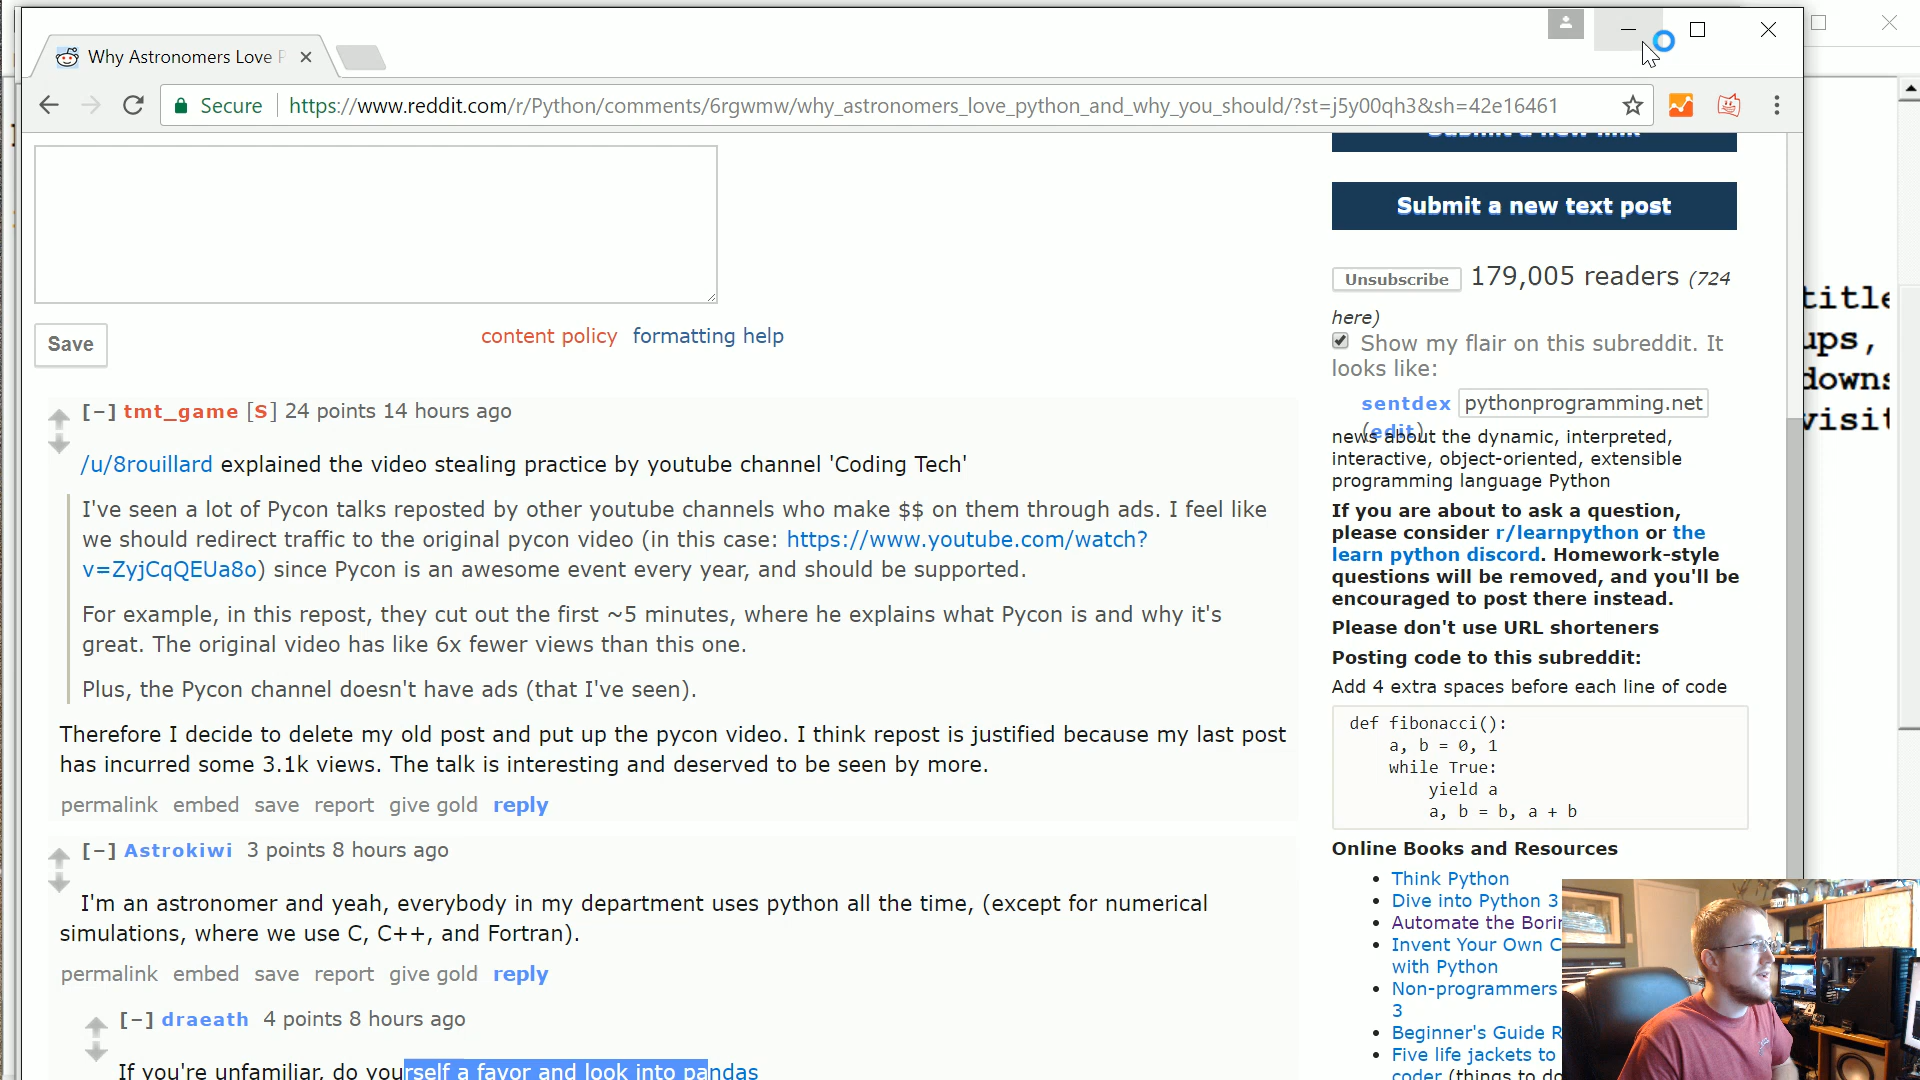 Why Astronomers Love P
Secure
https://www.reddit.com/r/Python/comments/6rgwmw/why_astronomers_love_python_and_why_you_should/?st=j5y00qh3&sh=42e16461
Save
content policy formatting help
[-] tmt_game [S] 24 points 14 hours ago
/u/8rouillard explained the video stealing practice by youtube channel 'Coding Tech'
I've seen a lot of Pycon talks reposted by other youtube channels who make $$ on them through ads. I feel like
we should redirect traffic to the original pycon video (in this case: https://www.youtube.com/watch?
v=ZyjCqQEUa8o) since Pycon is an awesome event every year, and should be supported.
For example, in this repost, they cut out the first ~5 minutes, where he explains what Pycon is and why it's
great. The original video has like 6x fewer views than this one.
Plus, the Pycon channel doesn't have ads (that I've seen).
Therefore I decide to delete my old post and put up the pycon video. I think repost is justified because my last post
has incurred some 3.1k views. The talk is interesting and deserved to be seen by more.
permalink embed save report give gold reply
[-] Astrokiwi 3 points 8 hours ago
I'm an astronomer and yeah, everybody in my department uses python all the time, (except for numerical
simulations, where we use C, C++, and Fortran).
permalink embed save report give gold reply
[-] draeath 4 points 8 hours ago
If you're unfamiliar, do yourself a favor and look into pandas
Submit a new link
Submit a new text post
Unsubscribe 179,005 readers (724
here)
Show my flair on this subreddit. It
looks like:
sentdex pythonprogramming.net
(edit)
news about the dynamic, interpreted,
interactive, object-oriented, extensible
programming language Python
If you are about to ask a question,
please consider r/learnpython or the
learn python discord. Homework-style
questions will be removed, and you'll be
encouraged to post there instead.
Please don't use URL shorteners
Posting code to this subreddit:
Add 4 extra spaces before each line of code
def fibonacci():
a, b = 0, 1
while True:
yield a
a, b = b, a + b
Online Books and Resources
Think Python
Dive into Python 3
Automate the Borin
Invent Your Own C
with Python
Non-programmers
3
Beginner's Guide R
Five life jackets to
coder (things to do
title
ups,
downs
visit